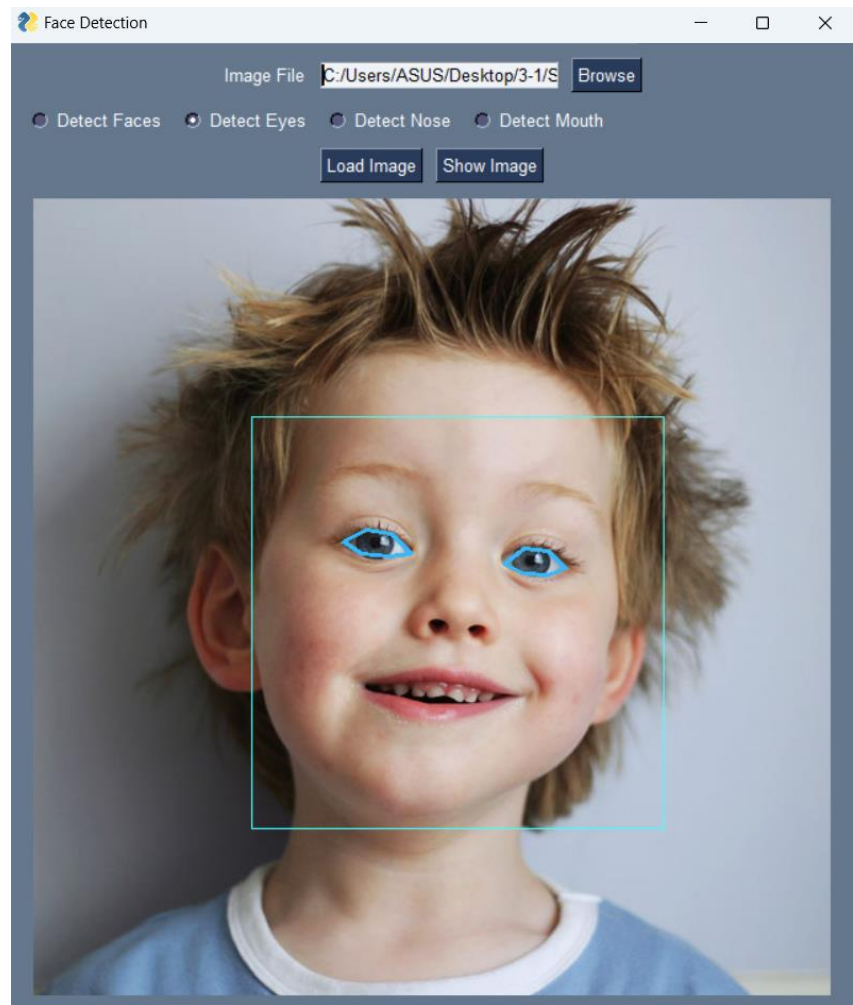 Face Detection
Image File C:/Users/ASUS/Desktop/3-1/S Browse
Detect Faces Detect Eyes Detect Nose Detect Mouth
Load Image Show Image